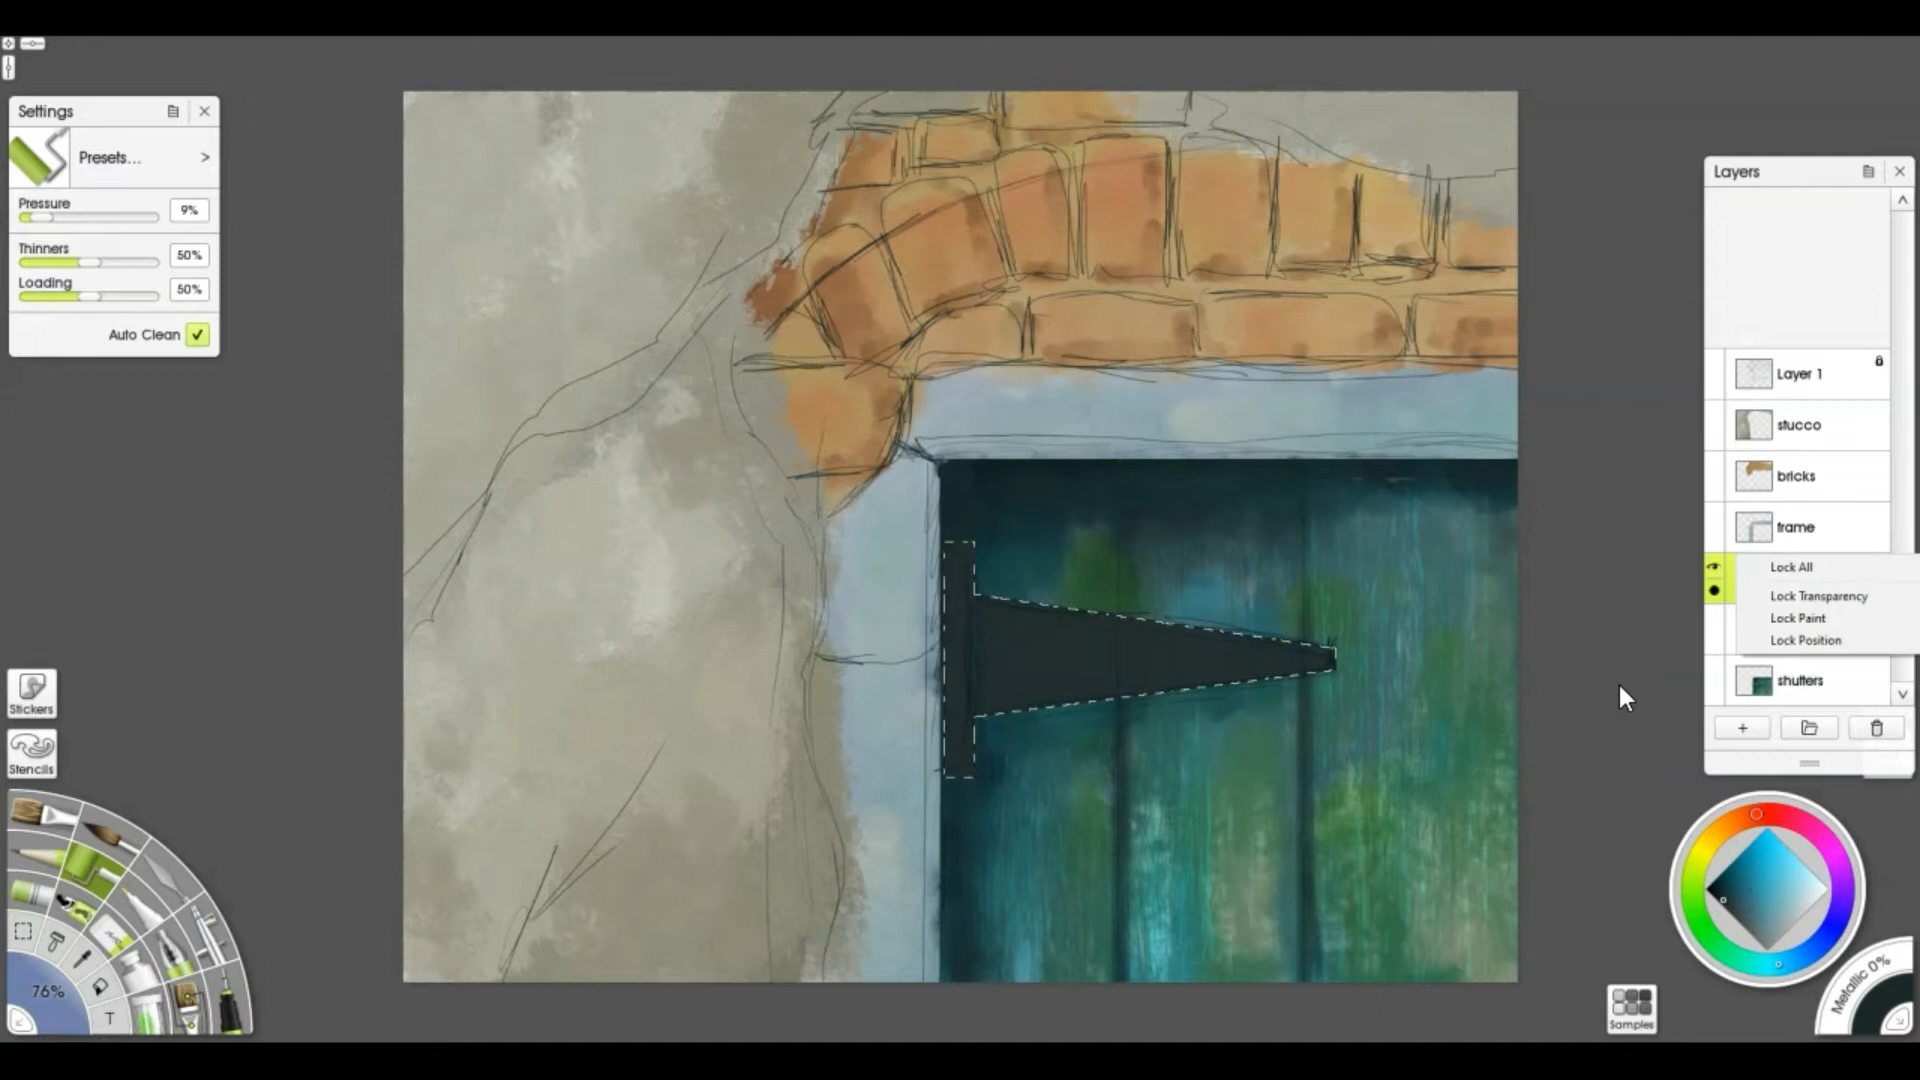 Settings
Presets...
>
Pressure
9%
Thinners
50%
Loading
50%
Auto Clean
Stickers
Stencils
T
76%
Layers
Layer 1
stucco
bricks
frame
Lock All
Lock Transparency
Lock Paint
Lock Position
shutters
+
Samples
Metallic 0%